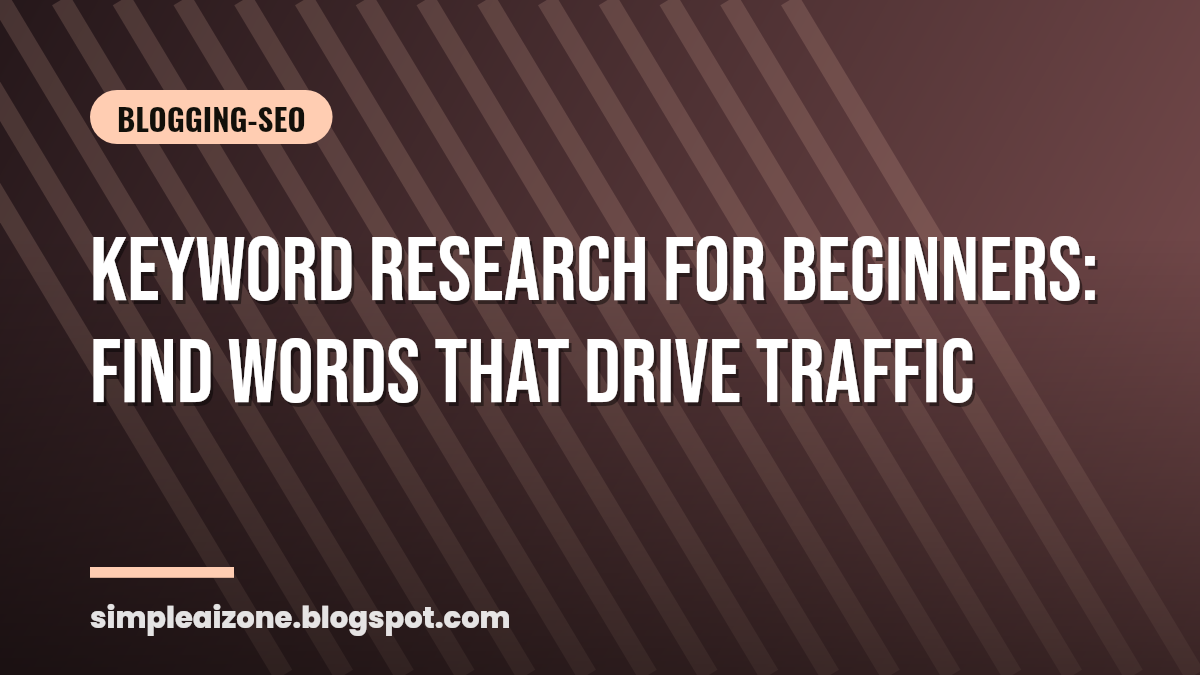 BLOGGING-SEO
KEYWORD RESEARCH FOR BEGINNERS:
FIND WORDS THAT DRIVE TRAFFIC
simpleaizone.blogspot.com